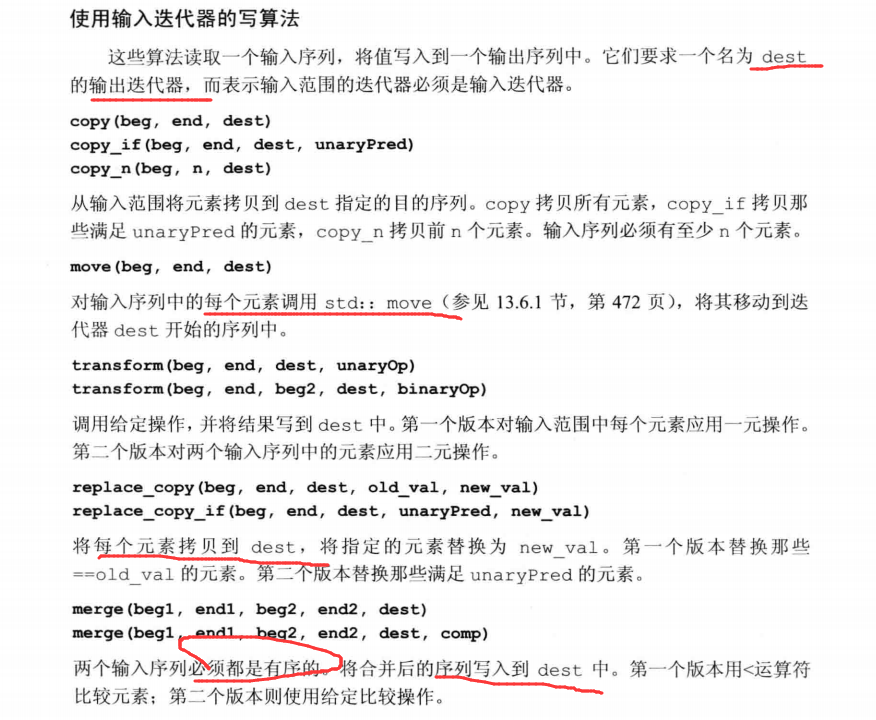 使用输入迭代器的写算法
这些算法读取一个输入序列，将值写入到一个输出序列中。它们要求一个名为 dest
的输出迭代器，而表示输入范围的迭代器必须是输入迭代器。
copy(beg, end, dest)
copy_if(beg, end, dest, unaryPred)
copy_n(beg, n, dest)
从输入范围将元素拷贝到 dest 指定的目的序列。copy 拷贝所有元素，copy_if 拷贝那
些满足 unaryPred 的元素，copy_n 拷贝前 n 个元素。输入序列必须有至少 n 个元素。
move(beg, end, dest)
对输入序列中的每个元素调用 std::move（参见 13.6.1 节，第 472 页），将其移动到迭
代器 dest 开始的序列中。
transform(beg, end, dest, unaryOp)
transform(beg, end, beg2, dest, binaryOp)
调用给定操作，并将结果写到 dest 中。第一个版本对输入范围中每个元素应用一元操作。
第二个版本对两个输入序列中的元素应用二元操作。
replace_copy(beg, end, dest, old_val, new_val)
replace_copy_if(beg, end, dest, unaryPred, new_val)
将每个元素拷贝到 dest，将指定的元素替换为 new_val。第一个版本替换那些
==old_val 的元素。第二个版本替换那些满足 unaryPred 的元素。
merge(beg1, end1, beg2, end2, dest)
merge(beg1, end1, beg2, end2, dest, comp)
两个输入序列必须都是有序的。将合并后的序列写入到 dest 中。第一个版本用<运算符
比较元素；第二个版本则使用给定比较操作。